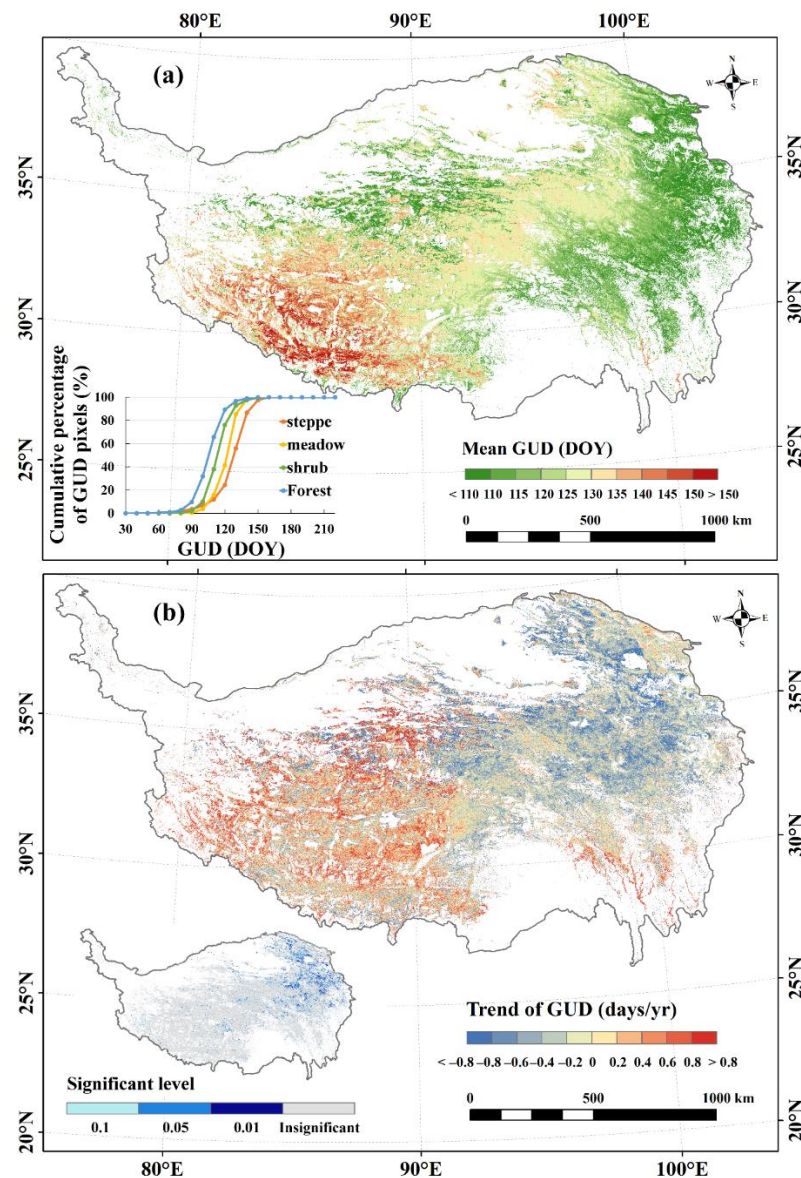 80°E 90°E 100°E
(a)
N
W E
S
35°N 35°N
30°N 30°N
25°N 25°N
Cumulative percentage
of GUD pixels (%)
100
80
60
40
20
0
30 60 90 120 150 180 210
GUD (DOY)
steppe
meadow
shrub
Forest
Mean GUD (DOY)
< 110 110 115 120 125 130 135 140 145 150 > 150
0 500 1000 km
(b)
N
W E
S
35°N 35°N
30°N 30°N
25°N 25°N
20°N 20°N
Significant level
0.1 0.05 0.01 Insignificant
Trend of GUD (days/yr)
< −0.8 −0.8 −0.6 −0.4 −0.2 0 0.2 0.4 0.6 0.8 > 0.8
0 500 1000 km
80°E 90°E 100°E